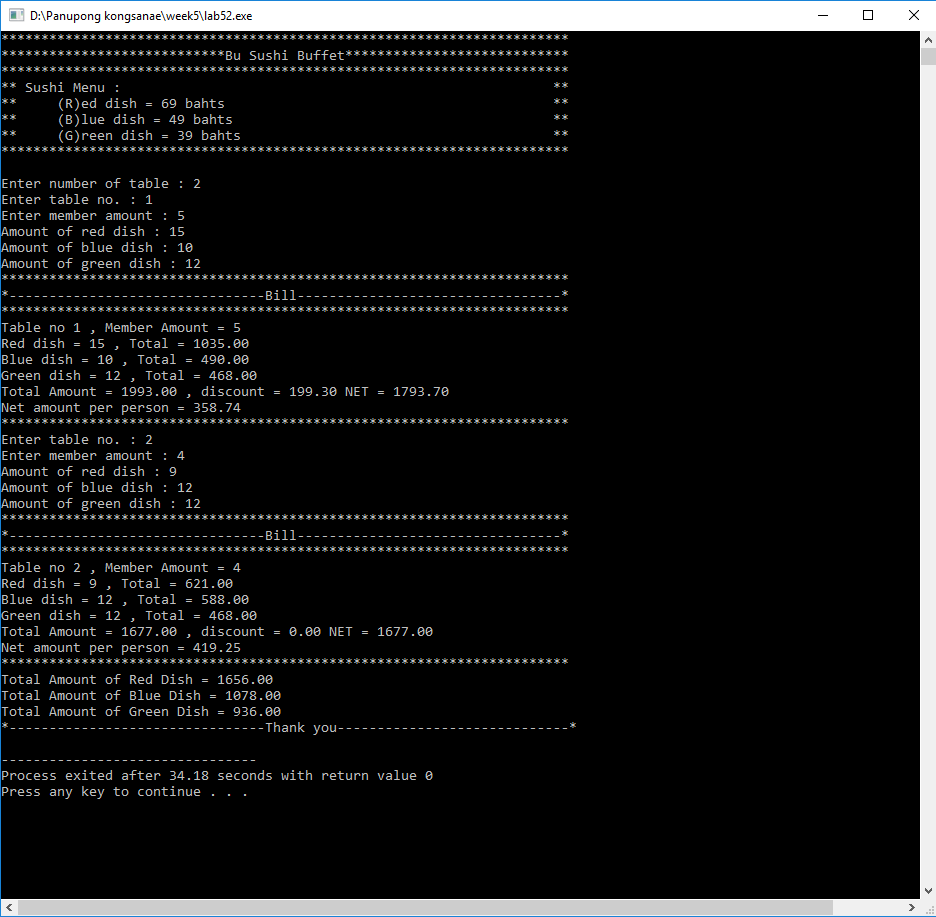 D:\Panupong kongsanae\week5\lab52.exe
***********************************************************************
****************************Bu Sushi Buffet****************************
***********************************************************************
** Sushi Menu :                                                      **
**     (R)ed dish = 69 bahts                                         **
**     (B)lue dish = 49 bahts                                        **
**     (G)reen dish = 39 bahts                                       **
***********************************************************************
Enter number of table : 2
Enter table no. : 1
Enter member amount : 5
Amount of red dish : 15
Amount of blue dish : 10
Amount of green dish : 12
***********************************************************************
*--------------------------------Bill---------------------------------*
***********************************************************************
Table no 1 , Member Amount = 5
Red dish = 15 , Total = 1035.00
Blue dish = 10 , Total = 490.00
Green dish = 12 , Total = 468.00
Total Amount = 1993.00 , discount = 199.30 NET = 1793.70
Net amount per person = 358.74
***********************************************************************
Enter table no. : 2
Enter member amount : 4
Amount of red dish : 9
Amount of blue dish : 12
Amount of green dish : 12
***********************************************************************
*--------------------------------Bill---------------------------------*
***********************************************************************
Table no 2 , Member Amount = 4
Red dish = 9 , Total = 621.00
Blue dish = 12 , Total = 588.00
Green dish = 12 , Total = 468.00
Total Amount = 1677.00 , discount = 0.00 NET = 1677.00
Net amount per person = 419.25
***********************************************************************
Total Amount of Red Dish = 1656.00
Total Amount of Blue Dish = 1078.00
Total Amount of Green Dish = 936.00
*--------------------------------Thank you-----------------------------*
--------------------------------
Process exited after 34.18 seconds with return value 0
Press any key to continue . . .